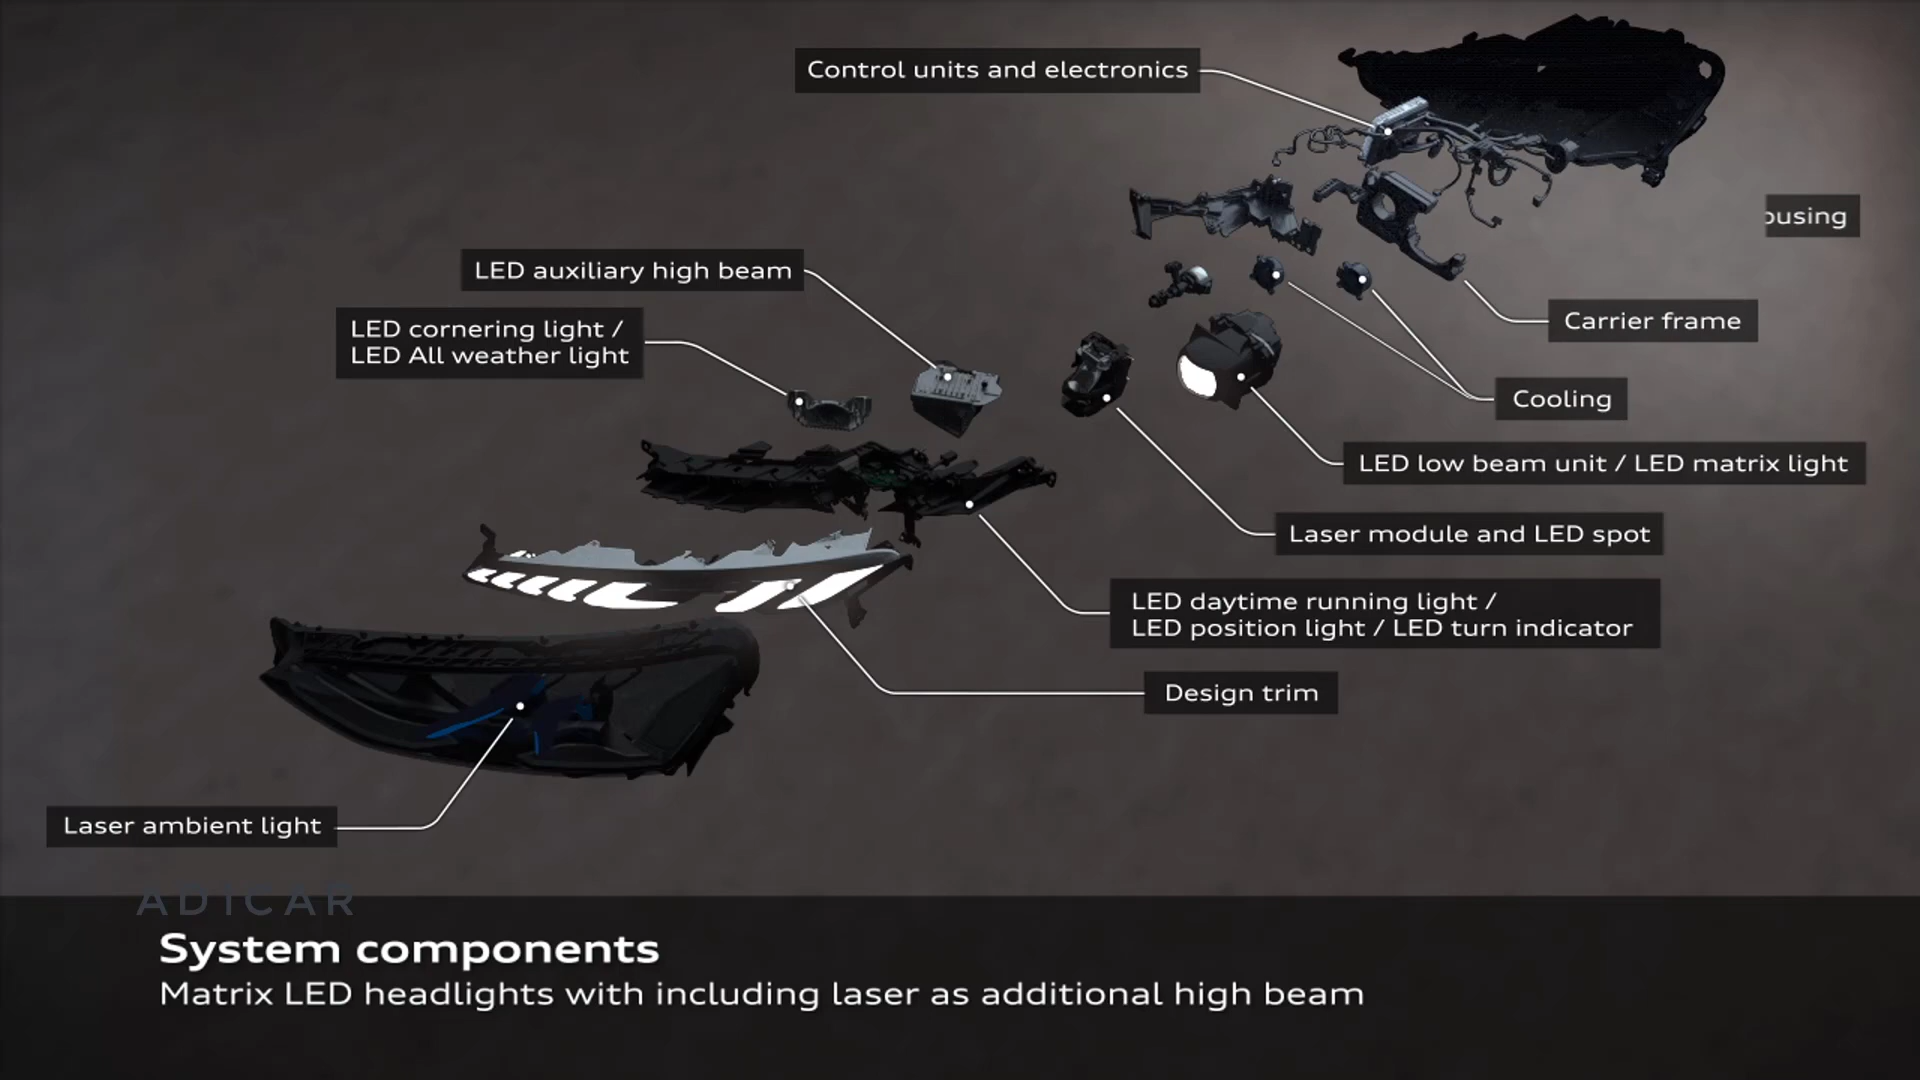 Control units and electronics
ousing
LED auxiliary high beam
LED cornering light /
LED All weather light
Carrier frame
Cooling
LED low beam unit / LED matrix light
Laser module and LED spot
LED daytime running light /
LED position light / LED turn indicator
Design trim
Laser ambient light
ADICAR
System components
Matrix LED headlights with including laser as additional high beam